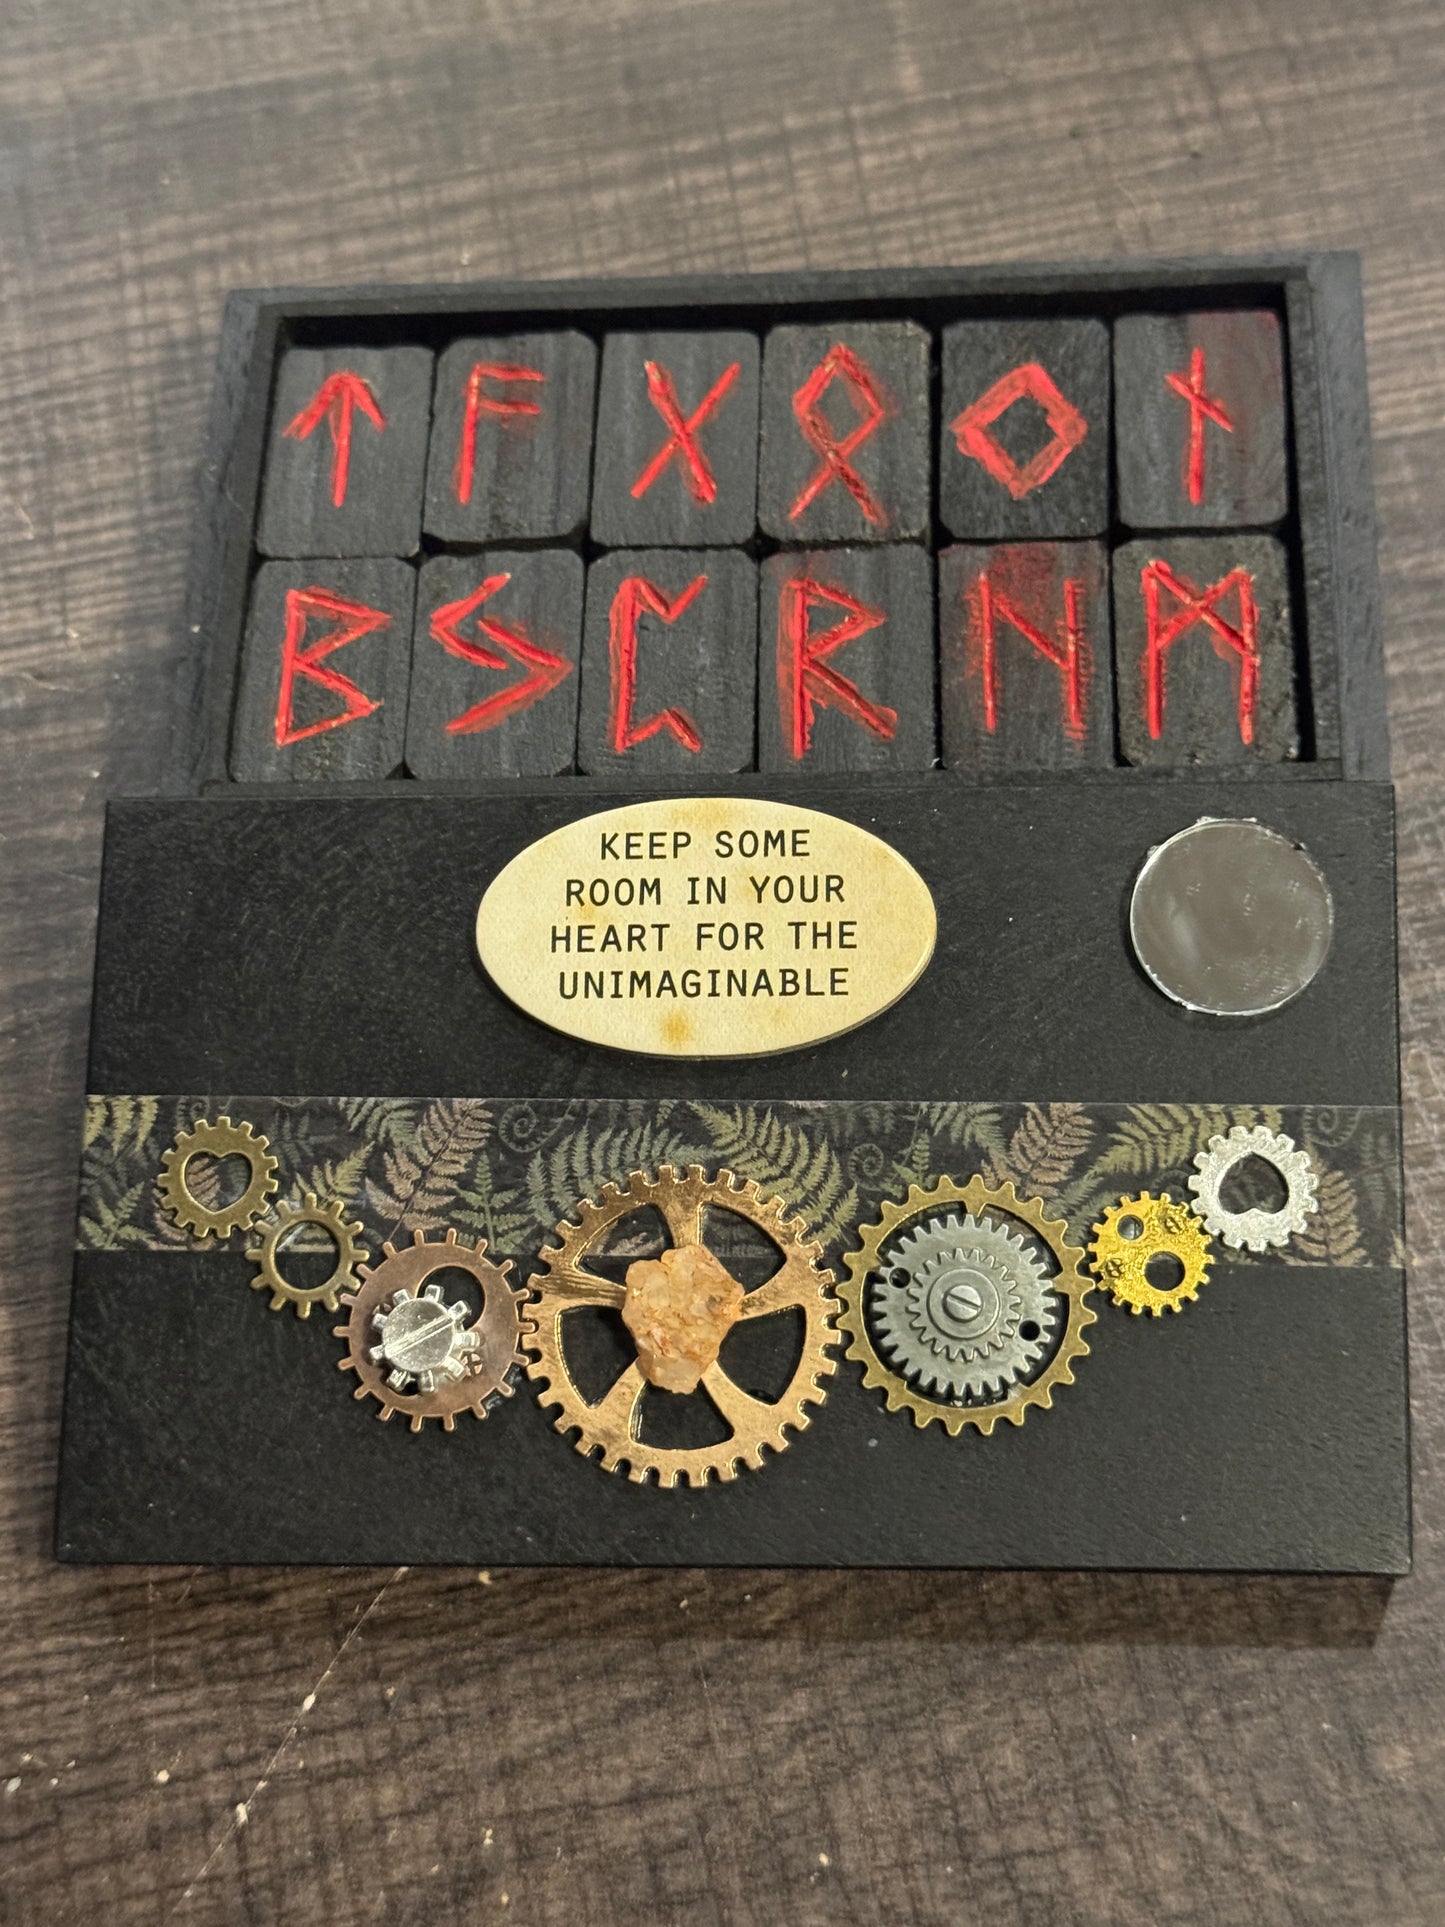 ᛏ ᚨ ᚷ ᛟ ᛜ ᚾ
ᛒ ᛃ ᛈ ᚱ ᚺ ᛗ
KEEP SOME
ROOM IN YOUR
HEART FOR THE
UNIMAGINABLE